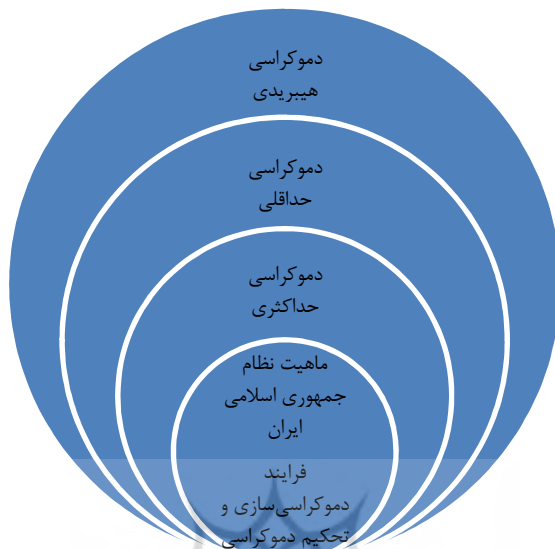 دموکراسی
هیبریدی
دموکراسی
حداقلی
دموکراسی
حداکثری
ماهیت نظام
جمهوری اسلامی
ایران
فرایند
دموکراسی‌سازی و
تحکیم دموکراسی